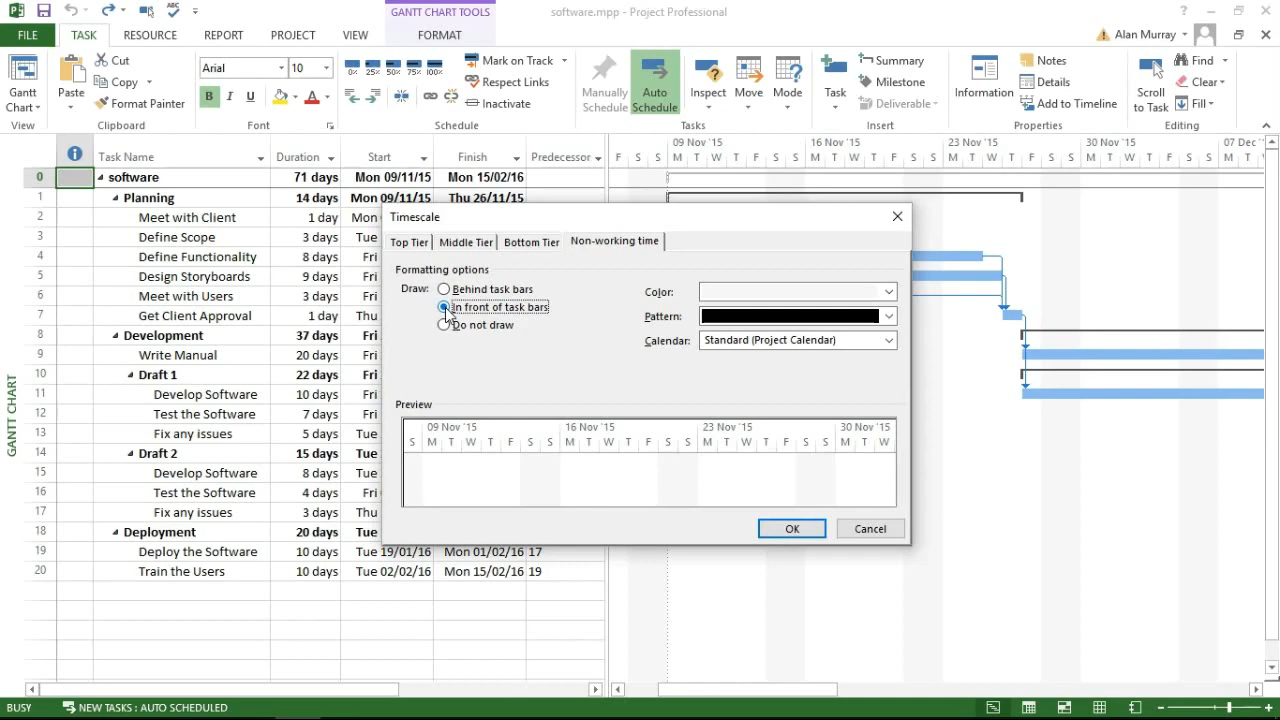 GANTT CHART TOOLS
software.mpp - Project Professional
FILE TASK RESOURCE REPORT PROJECT VIEW FORMAT
Alan Murray
Gantt Chart
View
Paste
Cut
Copy
Format Painter
Clipboard
Arial 10
B I U A
Font
0% 25% 50% 75% 100%
Mark on Track
Respect Links
Inactivate
Schedule
Manually Schedule
Auto Schedule
Inspect
Move
Mode
Tasks
Task
Summary
Milestone
Deliverable
Insert
Information
Notes
Details
Add to Timeline
Properties
Scroll to Task
Find
Clear
Fill
Editing
Task Name Duration Start Finish Predecessor
09 Nov '15 16 Nov '15 23 Nov '15 30 Nov '15 07 Dec
F S S M T W T F S S M T W T F S S M T W T F S S M T W T F S S M T
0 software 71 days Mon 09/11/15 Mon 15/02/16
1 Planning 14 days Mon 09/11/15 Thu 26/11/15
2 Meet with Client 1 day Mon
3 Define Scope 3 days Tue
4 Define Functionality 8 days Fri
5 Design Storyboards 9 days Fri
6 Meet with Users 3 days Fri
7 Get Client Approval 1 day Thu
8 Development 37 days Fri
9 Write Manual 20 days Fri
10 Draft 1 22 days Fri
11 Develop Software 10 days Fri
12 Test the Software 7 days Fri
13 Fix any issues 5 days Tue
14 Draft 2 15 days Tue
15 Develop Software 8 days Tue
16 Test the Software 4 days Fri
17 Fix any issues 3 days Thu
18 Deployment 20 days Tue
19 Deploy the Software 10 days Tue 19/01/16 Mon 01/02/16 17
20 Train the Users 10 days Tue 02/02/16 Mon 15/02/16 19
GANTT CHART
Timescale
Top Tier Middle Tier Bottom Tier Non-working time
Formatting options
Draw: Behind task bars
In front of task bars
Do not draw
Color:
Pattern:
Calendar: Standard (Project Calendar)
Preview
09 Nov '15 16 Nov '15 23 Nov '15 30 Nov '15
S M T W T F S S M T W T F S S M T W T F S S M T W
OK Cancel
BUSY NEW TASKS : AUTO SCHEDULED